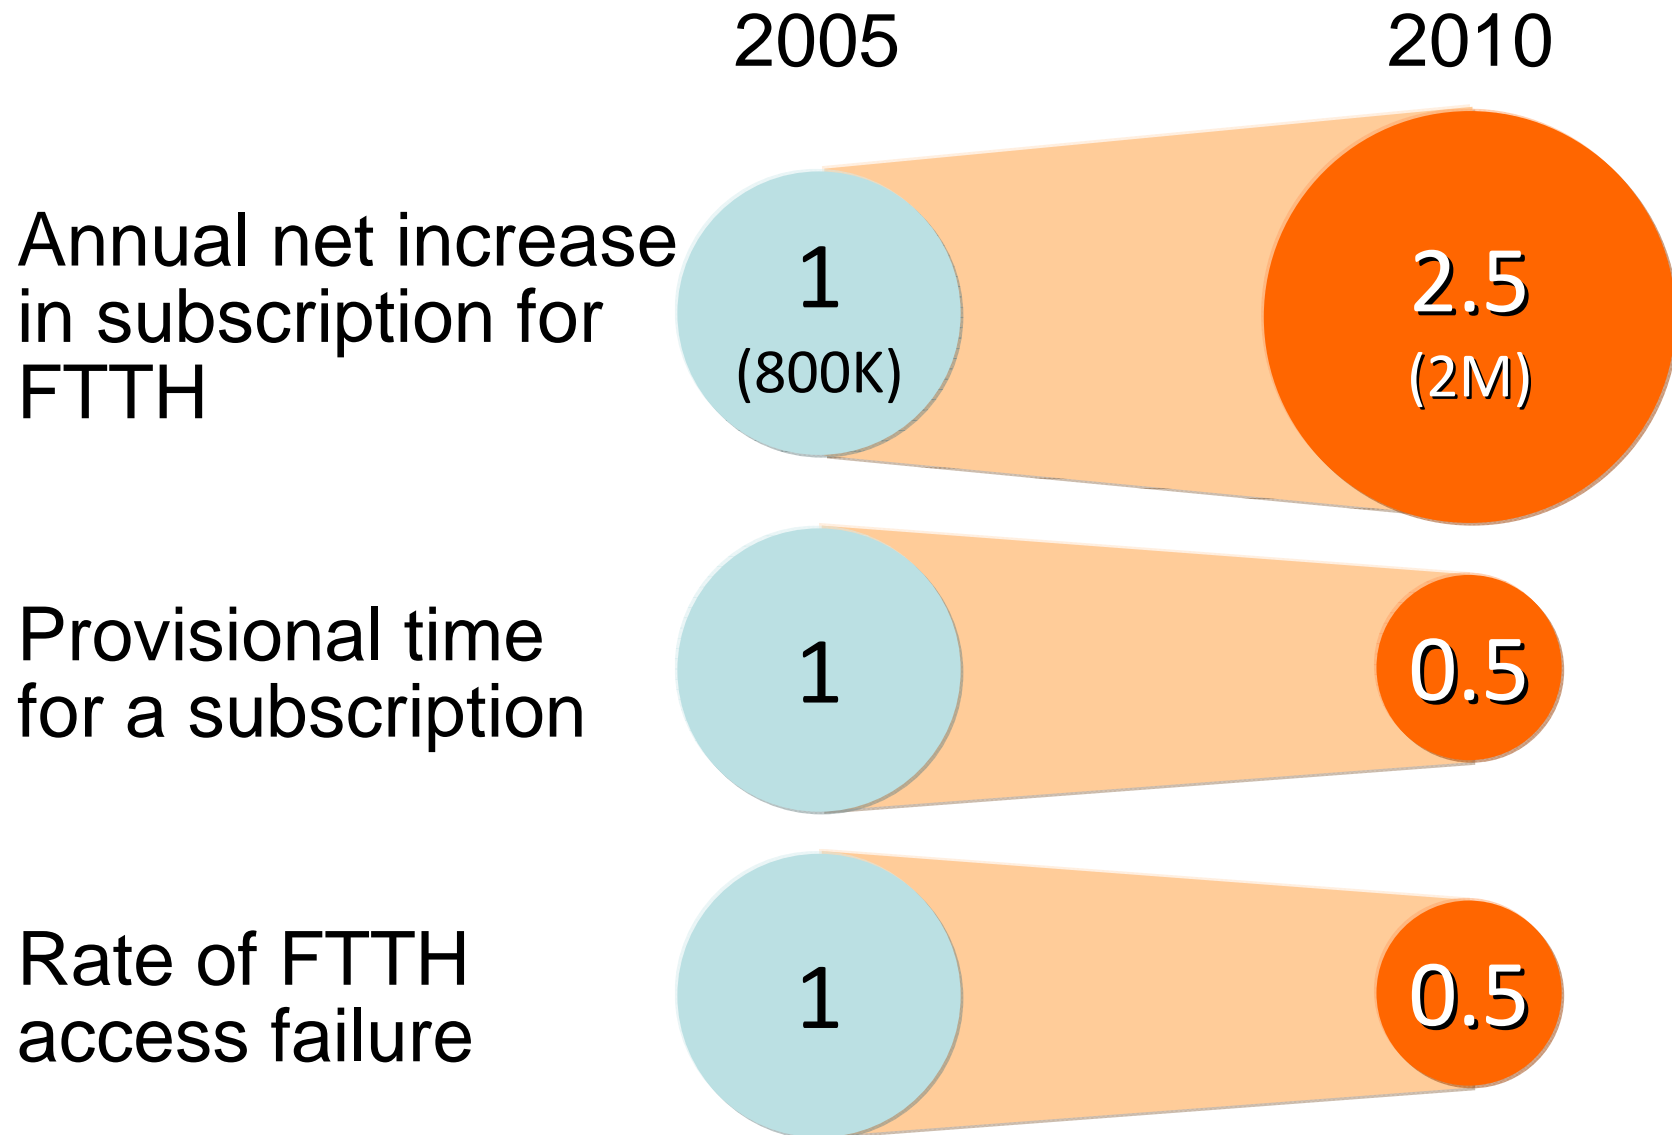 2005 2010
Annual net increase
in subscription for
FTTH
1
(800K)
2.5
(2M)
Provisional time
for a subscription
1
0.5
Rate of FTTH
access failure
1
0.5